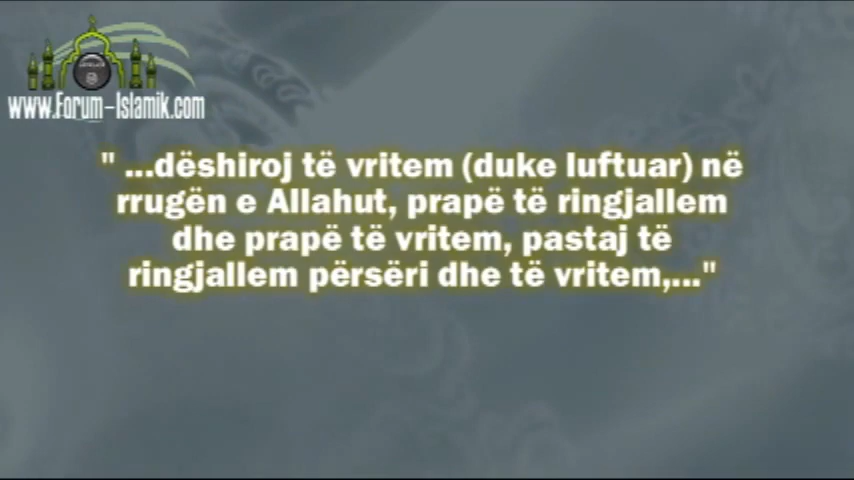 www.Forum-Islamik.com
" ...dëshiroj të vritem (duke luftuar) në
rrugën e Allahut, prapë të ringjallem
dhe prapë të vritem, pastaj të
ringjallem përsëri dhe të vritem,..."